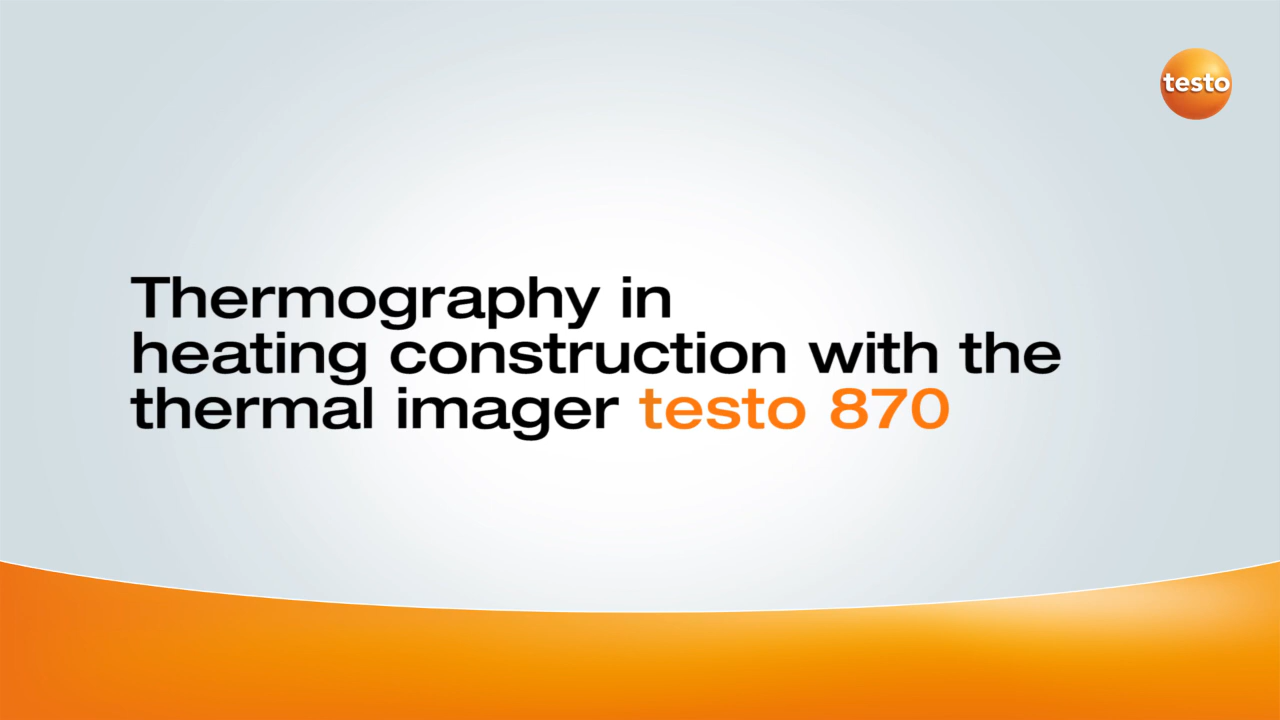 testo
Thermography in
heating construction with the
thermal imager testo 870